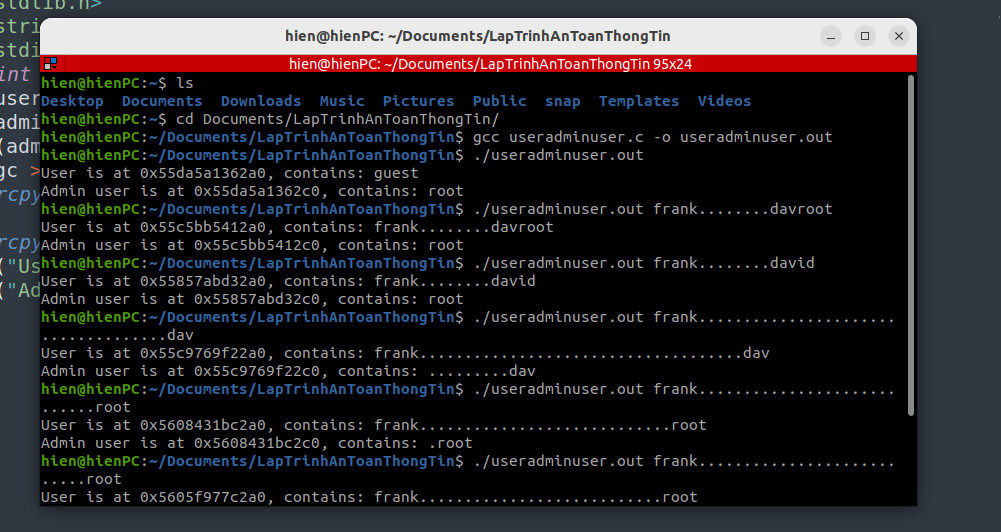 stdlib.h>
stri
stdi
int
user
admi
(adm
gc >
rcpy
rcpy
("Us
("Ad
hien@hienPC: ~/Documents/LapTrinhAnToanThongTin
hien@hienPC: ~/Documents/LapTrinhAnToanThongTin 95x24
hien@hienPC:~$ ls
Desktop  Documents  Downloads  Music  Pictures  Public  snap  Templates  Videos
hien@hienPC:~$ cd Documents/LapTrinhAnToanThongTin/
hien@hienPC:~/Documents/LapTrinhAnToanThongTin$ gcc useradminuser.c -o useradminuser.out
hien@hienPC:~/Documents/LapTrinhAnToanThongTin$ ./useradminuser.out
User is at 0x55da5a1362a0, contains: guest
Admin user is at 0x55da5a1362c0, contains: root
hien@hienPC:~/Documents/LapTrinhAnToanThongTin$ ./useradminuser.out frank........davroot
User is at 0x55c5bb5412a0, contains: frank........davroot
Admin user is at 0x55c5bb5412c0, contains: root
hien@hienPC:~/Documents/LapTrinhAnToanThongTin$ ./useradminuser.out frank........david
User is at 0x55857abd32a0, contains: frank........david
Admin user is at 0x55857abd32c0, contains: root
hien@hienPC:~/Documents/LapTrinhAnToanThongTin$ ./useradminuser.out frank......................
..............dav
User is at 0x55c9769f22a0, contains: frank....................................dav
Admin user is at 0x55c9769f22c0, contains: .........dav
hien@hienPC:~/Documents/LapTrinhAnToanThongTin$ ./useradminuser.out frank......................
......root
User is at 0x5608431bc2a0, contains: frank............................root
Admin user is at 0x5608431bc2c0, contains: .root
hien@hienPC:~/Documents/LapTrinhAnToanThongTin$ ./useradminuser.out frank......................
.....root
User is at 0x5605f977c2a0, contains: frank...........................root